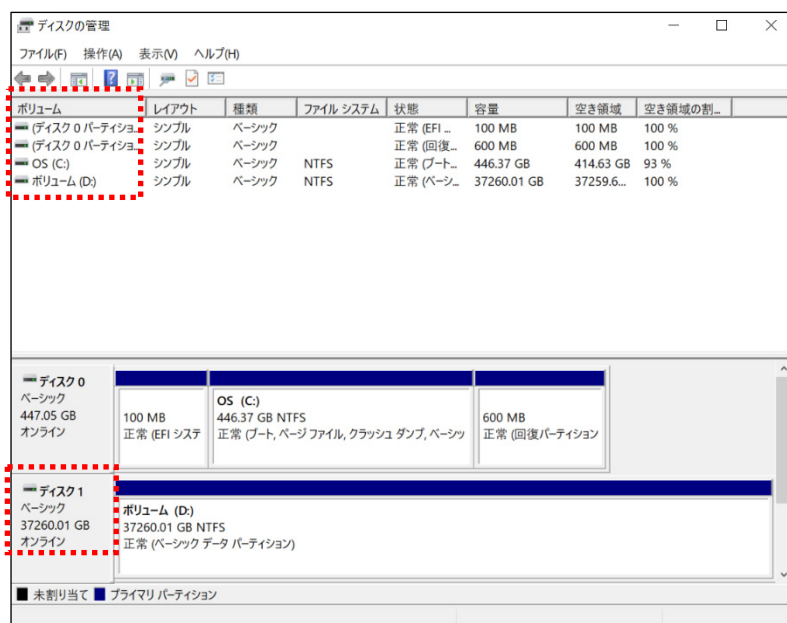 ディスクの管理
ファイル(F) 操作(A) 表示(V) ヘルプ(H)
ボリューム レイアウト 種類 ファイル システム 状態 容量 空き領域 空き領域の割...
(ディスク 0 パーティショ... シンプル ベーシック 正常 (EFI ... 100 MB 100 MB 100 %
(ディスク 0 パーティショ... シンプル ベーシック 正常 (回復... 600 MB 600 MB 100 %
OS (C:) シンプル ベーシック NTFS 正常 (ブート... 446.37 GB 414.63 GB 93 %
ボリューム (D:) シンプル ベーシック NTFS 正常 (ベーシ... 37260.01 GB 37259.6... 100 %
ディスク 0
ベーシック
447.05 GB
オンライン
100 MB
正常 (EFI システ
OS (C:)
446.37 GB NTFS
正常 (ブート, ページ ファイル, クラッシュ ダンプ, ベーシッ
600 MB
正常 (回復パーティション
ディスク 1
ベーシック
37260.01 GB
オンライン
ボリューム (D:)
37260.01 GB NTFS
正常 (ベーシック データ パーティション)
未割り当て プライマリ パーティション